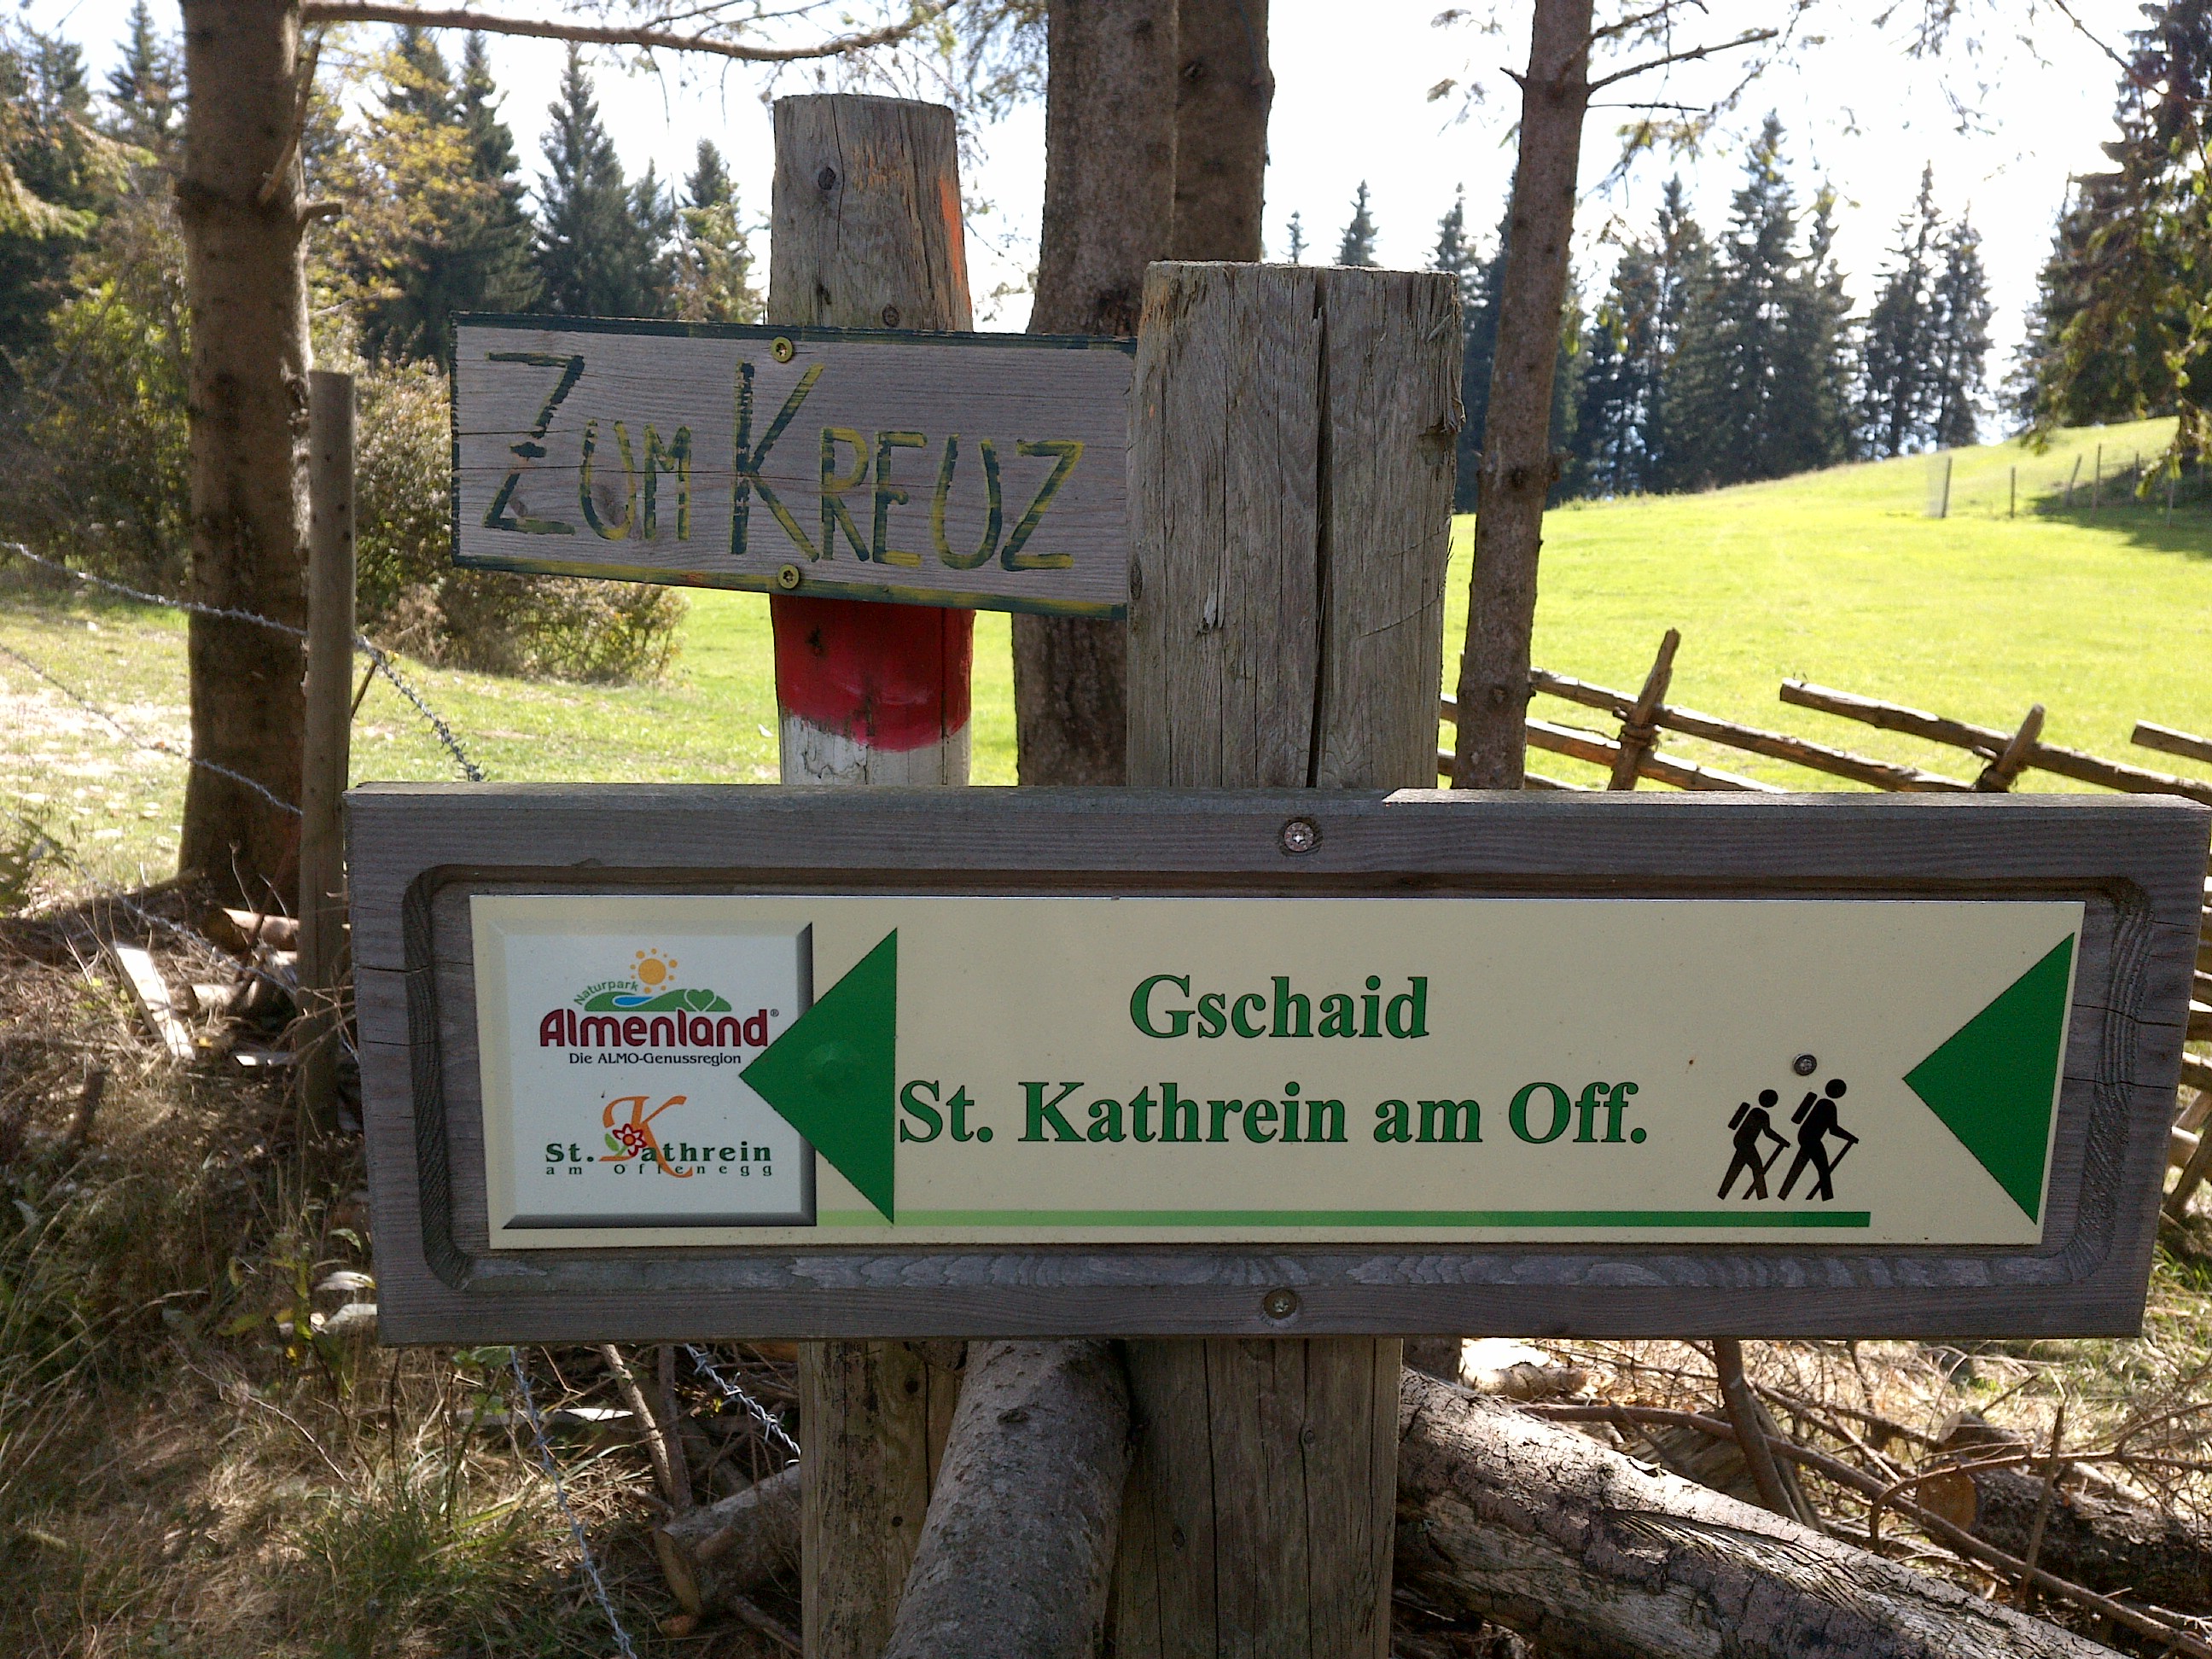 ZUM KREUZ
Naturpark
Almenland®
Die ALMO-Genussregion
St. Kathrein
am Offenegg
Gschaid
St. Kathrein am Off.